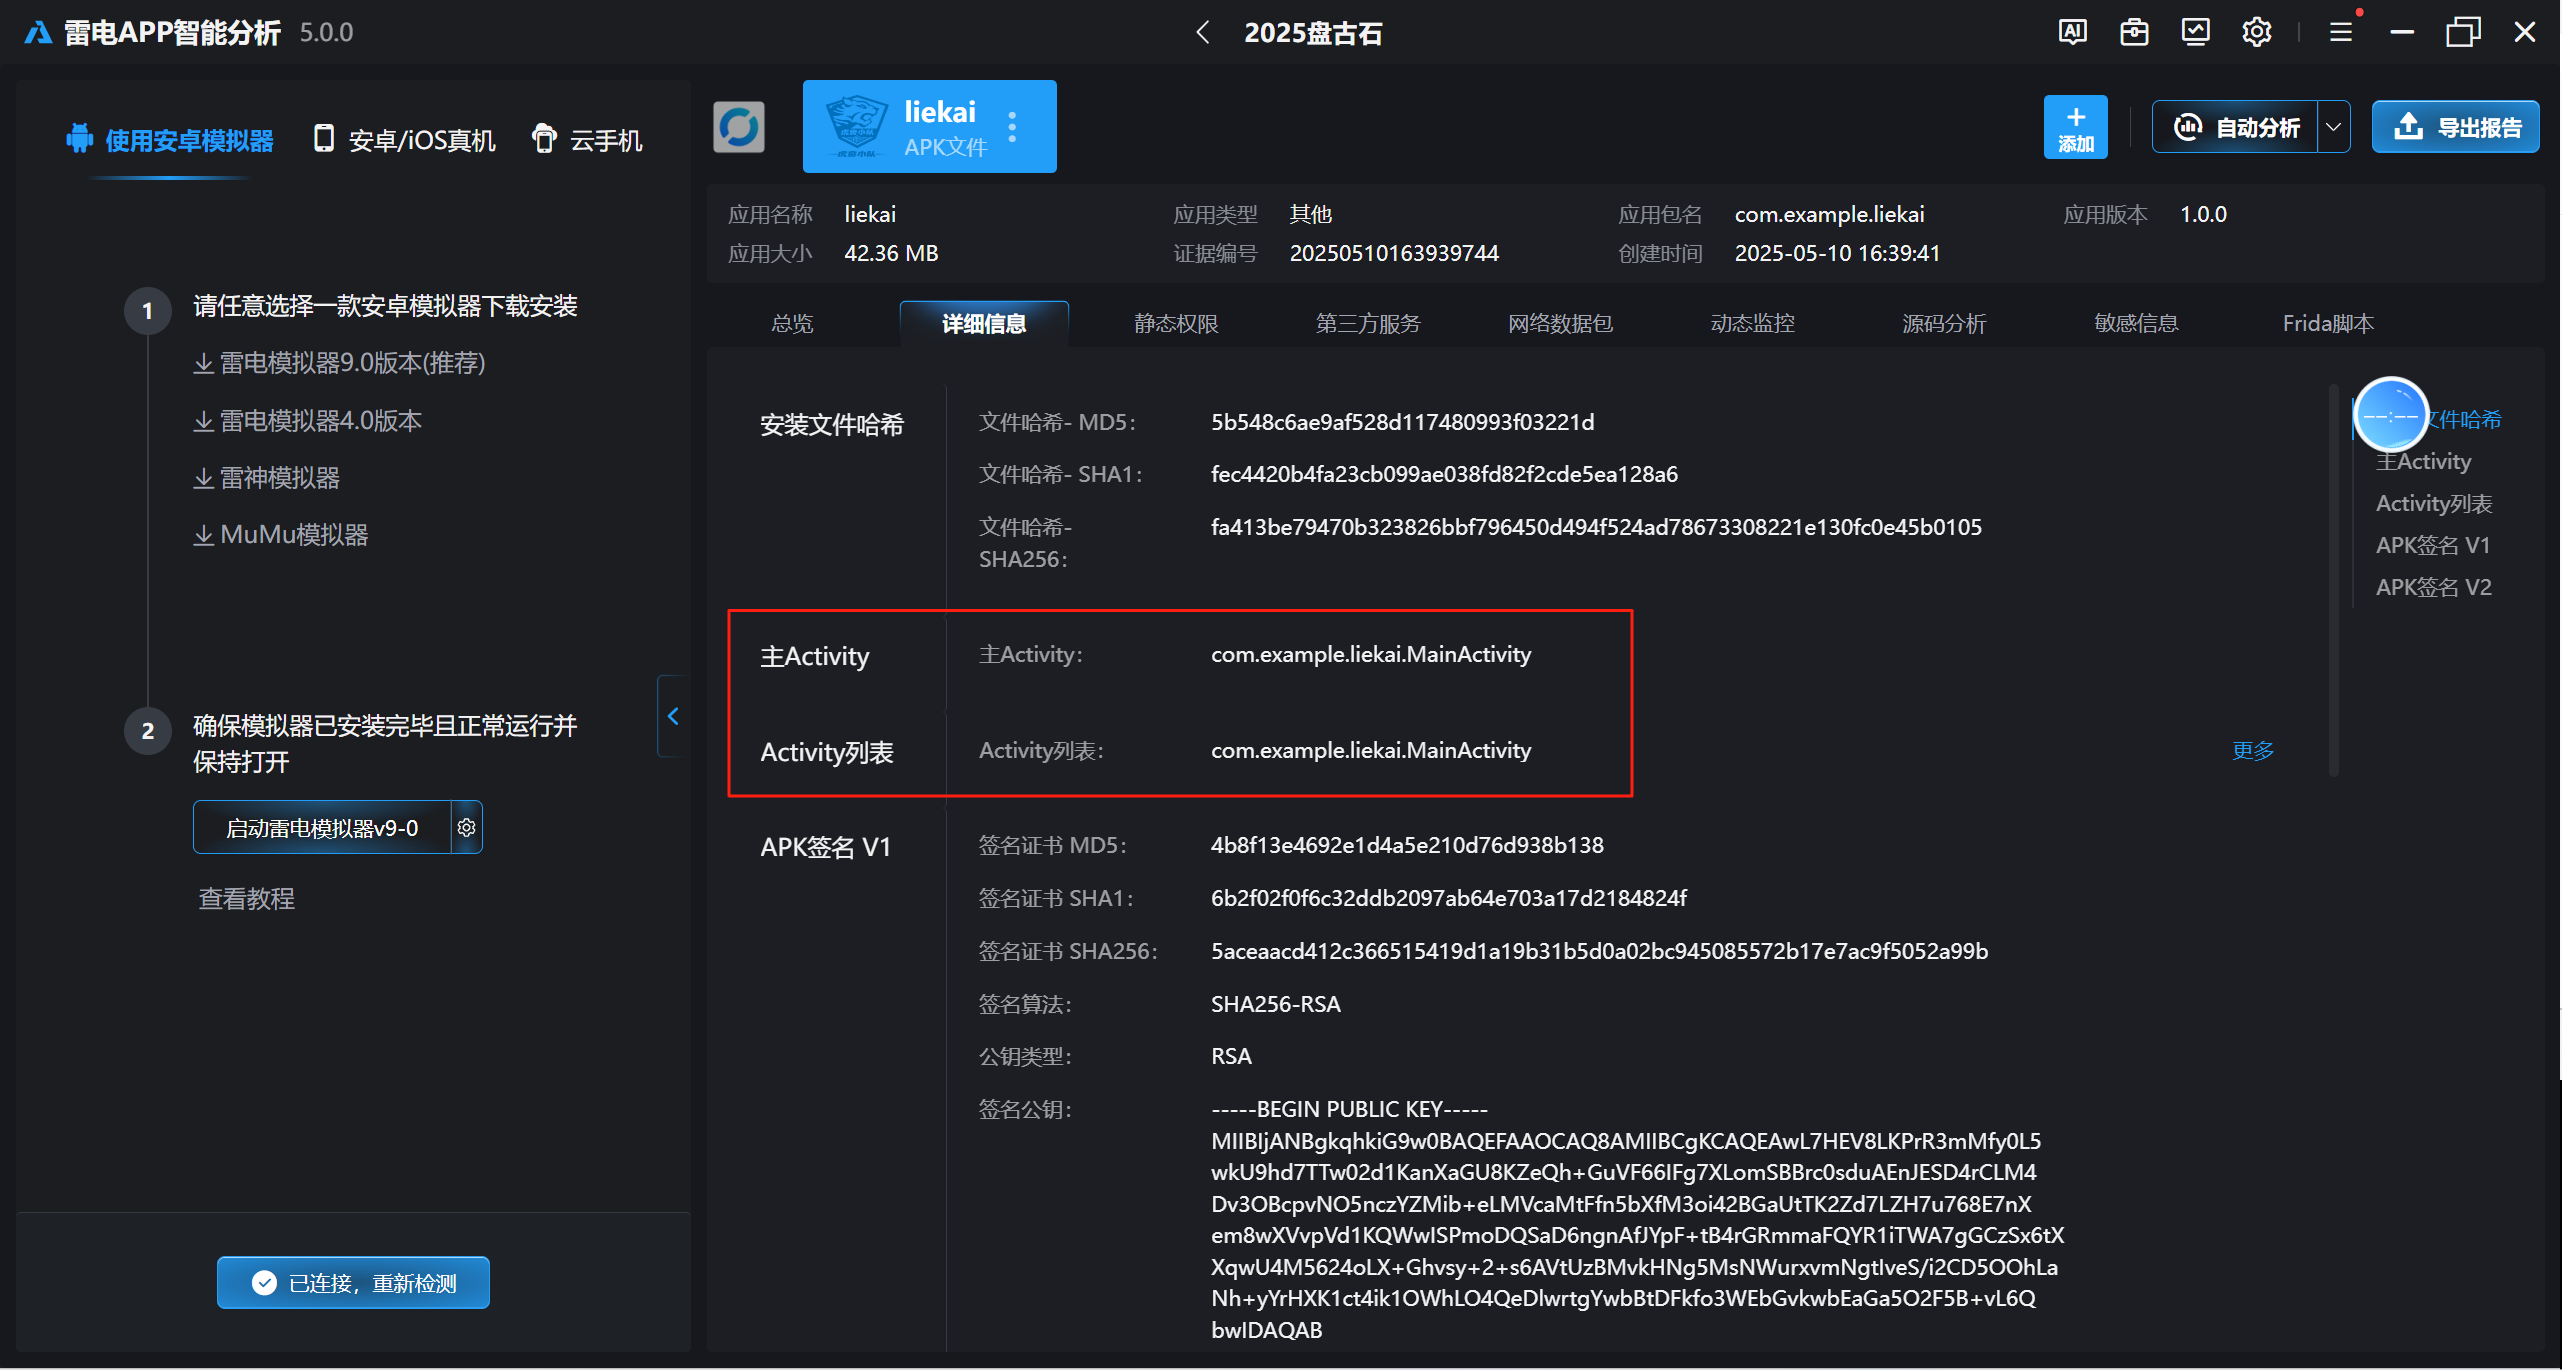 雷电APP智能分析 5.0.0
2025盘古石
AI
使用安卓模拟器
安卓/iOS真机
云手机
liekai
APK文件
虎鲨小队
添加
自动分析
导出报告
应用名称 liekai
应用类型 其他
应用包名 com.example.liekai
应用版本 1.0.0
应用大小 42.36 MB
证据编号 20250510163939744
创建时间 2025-05-10 16:39:41
1 请任意选择一款安卓模拟器下载安装
雷电模拟器9.0版本(推荐)
雷电模拟器4.0版本
雷神模拟器
MuMu模拟器
2 确保模拟器已安装完毕且正常运行并
保持打开
启动雷电模拟器v9-0
查看教程
已连接，重新检测
总览 详细信息 静态权限 第三方服务 网络数据包 动态监控 源码分析 敏感信息 Frida脚本
安装文件哈希
文件哈希- MD5： 5b548c6ae9af528d117480993f03221d
文件哈希- SHA1： fec4420b4fa23cb099ae038fd82f2cde5ea128a6
文件哈希- fa413be79470b323826bbf796450d494f524ad78673308221e130fc0e45b0105
SHA256：
主Activity
主Activity： com.example.liekai.MainActivity
Activity列表
Activity列表： com.example.liekai.MainActivity
更多
APK签名 V1
签名证书 MD5： 4b8f13e4692e1d4a5e210d76d938b138
签名证书 SHA1： 6b2f02f0f6c32ddb2097ab64e703a17d2184824f
签名证书 SHA256： 5aceaacd412c366515419d1a19b31b5d0a02bc945085572b17e7ac9f5052a99b
签名算法： SHA256-RSA
公钥类型： RSA
签名公钥： -----BEGIN PUBLIC KEY-----
MIIBIjANBgkqhkiG9w0BAQEFAAOCAQ8AMIIBCgKCAQEAwL7HEV8LKPrR3mMfy0L5
wkU9hd7TTw02d1KanXaGU8KZeQh+GuVF66IFg7XLomSBBrc0sduAEnJESD4rCLM4
Dv3OBcpvNO5nczYZMib+eLMVcaMtFfn5bXfM3oi42BGaUtTK2Zd7LZH7u768E7nX
em8wXVvpVd1KQWwISPmoDQSaD6ngnAfJYpF+tB4rGRmmaFQYR1iTWA7gGCzSx6tX
XqwU4M5624oLX+Ghvsy+2+s6AVtUzBMvkHNg5MsNWurxvmNgtIveS/i2CD5OOhLa
Nh+yYrHXK1ct4ik1OWhLO4QeDlwrtgYwbBtDFkfo3WEbGvkwbEaGa5O2F5B+vL6Q
bwIDAQAB
--:--
文件哈希
主Activity
Activity列表
APK签名 V1
APK签名 V2